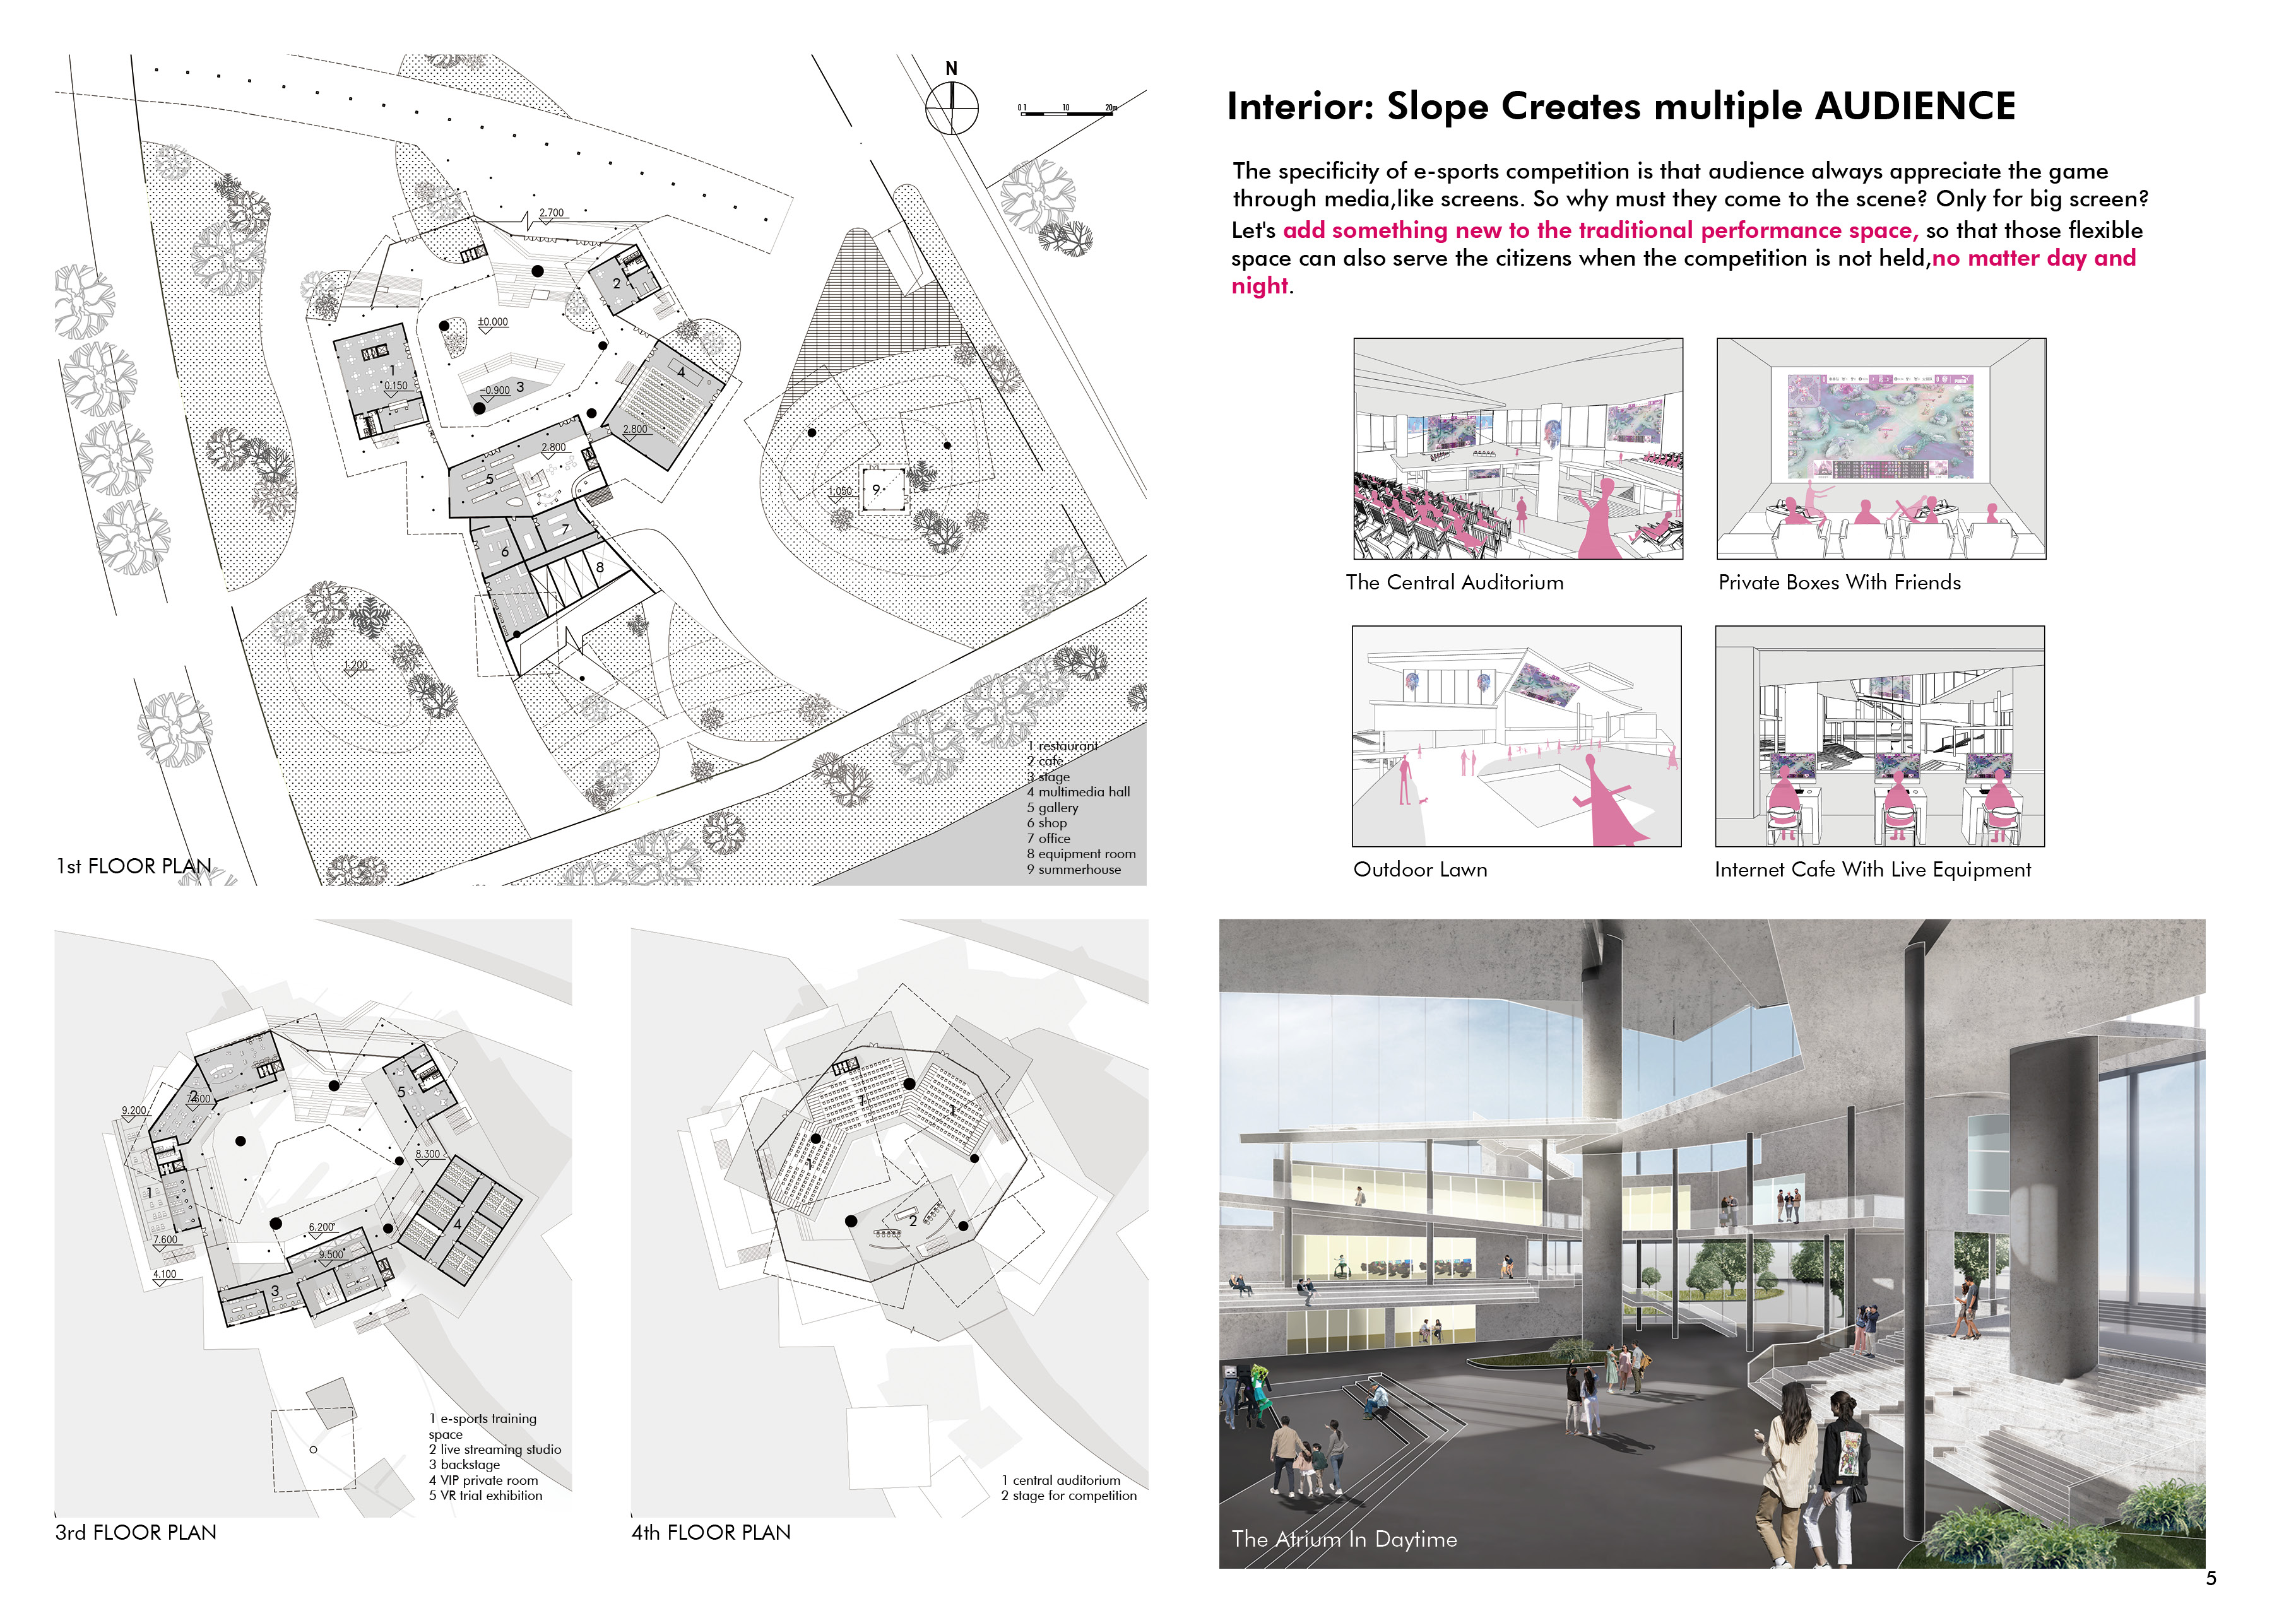 N
0 1 10 20m
2.700
2
±0.000
1
0.150
-0.900 3
4
2.800
2.800
5
6
7
8
1.050
9
1.200
1 restaurant
2 cafe
3 stage
4 multimedia hall
5 gallery
6 shop
7 office
8 equipment room
9 summerhouse
1st FLOOR PLAN
9.200
2
7.600
5
8.300
1
7.600
4.100
6.200
9.500
3
4
1 e-sports training
space
2 live streaming studio
3 backstage
4 VIP private room
5 VR trial exhibition
3rd FLOOR PLAN
1
1
1
2
1 central auditorium
2 stage for competition
4th FLOOR PLAN
Interior: Slope Creates multiple AUDIENCE
The specificity of e-sports competition is that audience always appreciate the game
through media,like screens. So why must they come to the scene? Only for big screen?
Let's add something new to the traditional performance space, so that those flexible
space can also serve the citizens when the competition is not held,no matter day and
night.
The Central Auditorium
Private Boxes With Friends
Outdoor Lawn
Internet Cafe With Live Equipment
The Atrium In Daytime
5